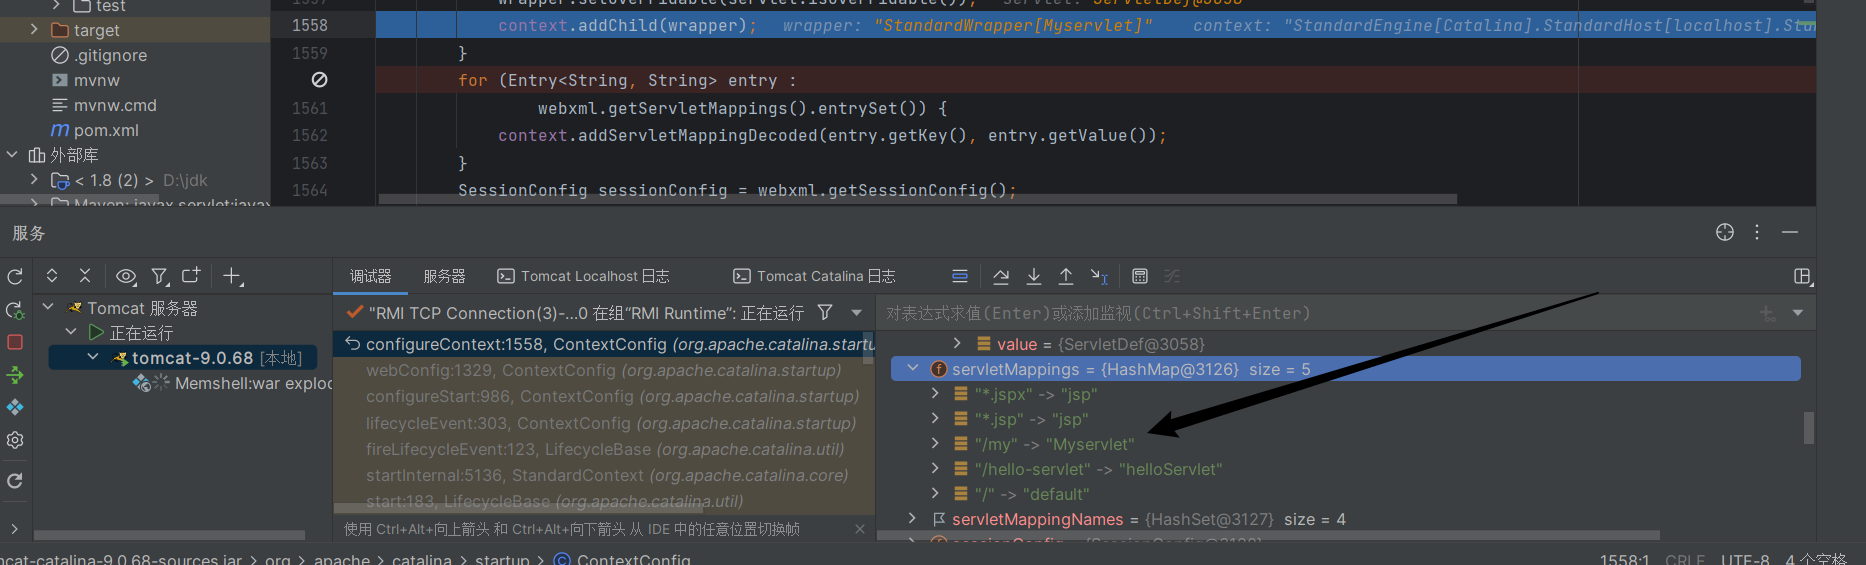 test
target
.gitignore
mvnw
mvnw.cmd
pom.xml
外部库
< 1.8 (2) > D:\jdk
Maven: javax.servlet:javax
1558 context.addChild(wrapper); wrapper: "StandardWrapper[Myservlet]" context: "StandardEngine[Catalina].StandardHost[localhost].Sta
1559 }
for (Entry<String, String> entry :
1561 webxml.getServletMappings().entrySet()) {
1562 context.addServletMappingDecoded(entry.getKey(), entry.getValue());
1563 }
1564 SessionConfig sessionConfig = webxml.getSessionConfig();
服务
调试器 服务器 Tomcat Localhost 日志 Tomcat Catalina 日志
Tomcat 服务器
正在运行
tomcat-9.0.68 [本地]
Memshell:war explod
"RMI TCP Connection(3)-...0 在组“RMI Runtime”: 正在运行
configureContext:1558, ContextConfig (org.apache.catalina.startu
webConfig:1329, ContextConfig (org.apache.catalina.startup)
configureStart:986, ContextConfig (org.apache.catalina.startup)
lifecycleEvent:303, ContextConfig (org.apache.catalina.startup)
fireLifecycleEvent:123, LifecycleBase (org.apache.catalina.util)
startInternal:5136, StandardContext (org.apache.catalina.core)
start:183, LifecycleBase (org.apache.catalina.util)
使用 Ctrl+Alt+向上箭头 和 Ctrl+Alt+向下箭头 从 IDE 中的任意位置切换帧
对表达式求值(Enter)或添加监视(Ctrl+Shift+Enter)
value = {ServletDef@3058}
servletMappings = {HashMap@3126} size = 5
"*.jspx" -> "jsp"
"*.jsp" -> "jsp"
"/my" -> "Myservlet"
"/hello-servlet" -> "helloServlet"
"/" -> "default"
servletMappingNames = {HashSet@3127} size = 4
mcat-catalina-9.0.68-sources.jar > org > apache > catalina > startup > ContextConfig
1558:1 CRLF UTF-8 4 个空格